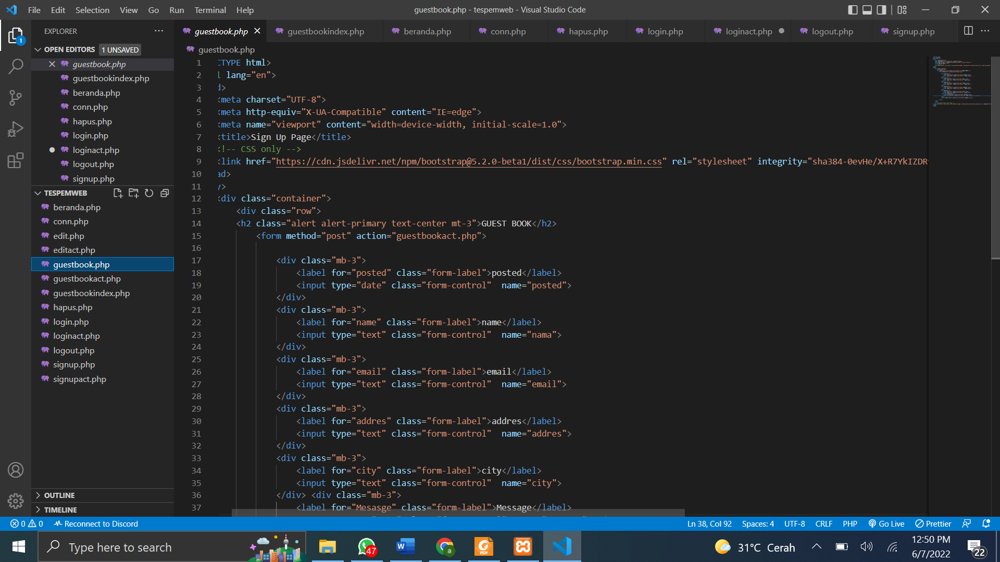 File Edit Selection View Go Run Terminal Help
guestbook.php - tespemweb - Visual Studio Code
EXPLORER
guestbook.php guestbookindex.php beranda.php conn.php hapus.php login.php loginact.php logout.php signup.php
1
OPEN EDITORS 1 UNSAVED
guestbook.php
guestbookindex.php
beranda.php
conn.php
hapus.php
login.php
loginact.php
logout.php
signup.php
TESPEMWEB
beranda.php
conn.php
edit.php
editact.php
guestbook.php
guestbookact.php
guestbookindex.php
hapus.php
login.php
loginact.php
logout.php
signup.php
signupact.php
OUTLINE
TIMELINE
guestbook.php
1 CTYPE html>
2 l lang="en">
3 d>
4 <meta charset="UTF-8">
5 <meta http-equiv="X-UA-Compatible" content="IE=edge">
6 <meta name="viewport" content="width=device-width, initial-scale=1.0">
7 <title>Sign Up Page</title>
8 <!-- CSS only -->
9 <link href="https://cdn.jsdelivr.net/npm/bootstrap@5.2.0-beta1/dist/css/bootstrap.min.css" rel="stylesheet" integrity="sha384-0evHe/X+R7YkIZDR
10 ad>
11 y>
12 <div class="container">
13 <div class="row">
14 <h2 class="alert alert-primary text-center mt-3">GUEST BOOK</h2>
15 <form method="post" action="guestbookact.php">
16
17 <div class="mb-3">
18 <label for="posted" class="form-label">posted</label>
19 <input type="date" class="form-control"  name="posted">
20 </div>
21 <div class="mb-3">
22 <label for="name" class="form-label">name</label>
23 <input type="text" class="form-control"  name="nama">
24 </div>
25 <div class="mb-3">
26 <label for="email" class="form-label">email</label>
27 <input type="text" class="form-control"  name="email">
28 </div>
29 <div class="mb-3">
30 <label for="addres" class="form-label">addres</label>
31 <input type="text" class="form-control"  name="addres">
32 </div>
33 <div class="mb-3">
34 <label for="city" class="form-label">city</label>
35 <input type="text" class="form-control"  name="city">
36 </div> <div class="mb-3">
37 <label for="Mesasge" class="form-label">Message</label>
0 0 Reconnect to Discord
Ln 38, Col 92 Spaces: 4 UTF-8 CRLF PHP Go Live Prettier
Type here to search
47
31°C Cerah
12:50 PM
6/7/2022
22